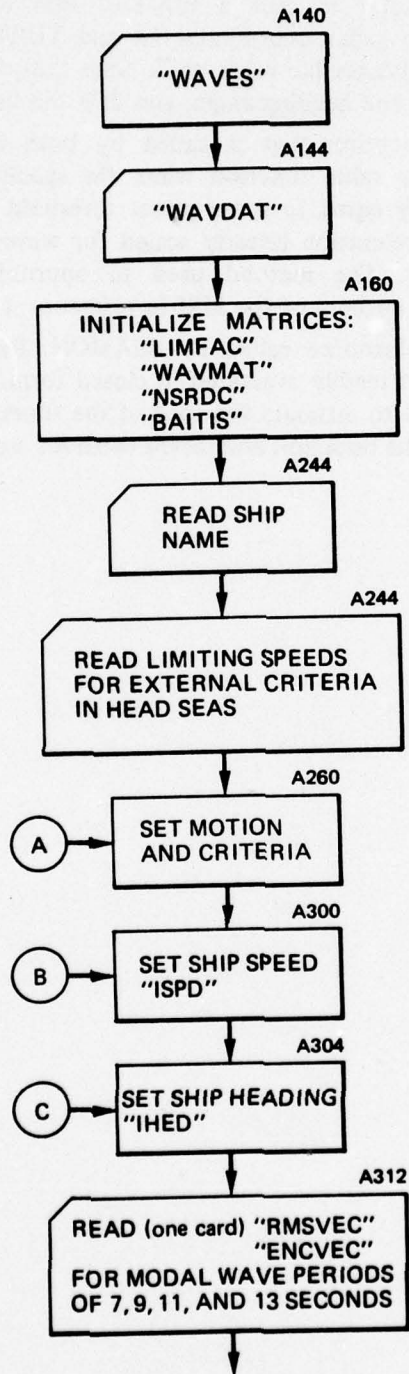 A140
"WAVES"
A144
"WAVDAT"
A160
INITIALIZE MATRICES:
"LIMFAC"
"WAVMAT"
"NSRDC"
"BAITIS"
A244
READ SHIP
NAME
A244
READ LIMITING SPEEDS
FOR EXTERNAL CRITERIA
IN HEAD SEAS
A260
A
SET MOTION
AND CRITERIA
A300
B
SET SHIP SPEED
"ISPD"
A304
C
SET SHIP HEADING
"IHED"
A312
READ (one card) "RMSVEC"
"ENCVEC"
FOR MODAL WAVE PERIODS
OF 7, 9, 11, AND 13 SECONDS